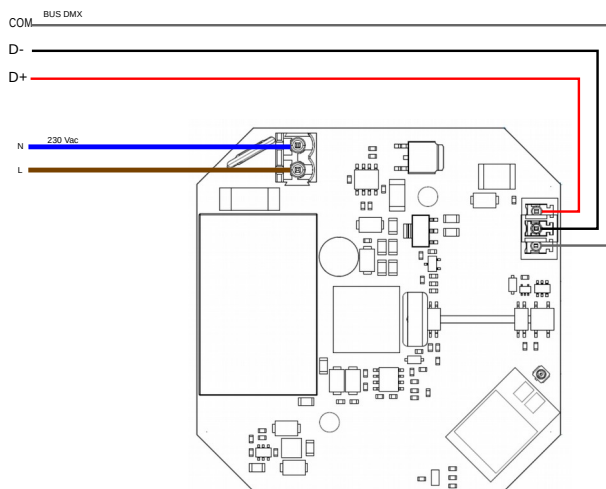 BUS DMX
COM
D-
D+
230 Vac
N
L